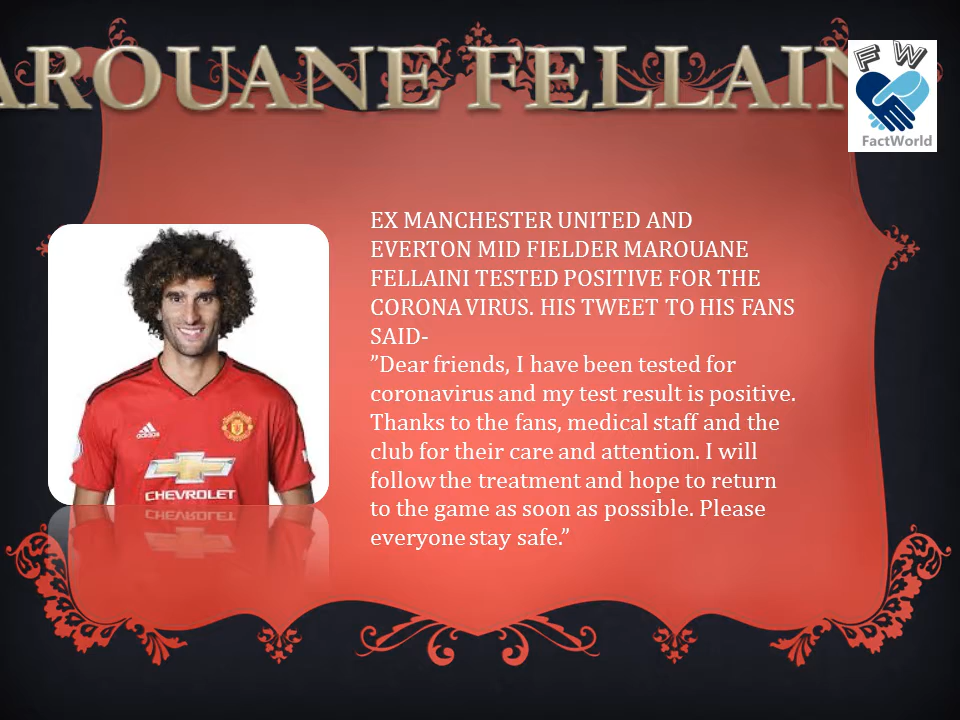 AROUANE FELLAIN
FW
FactWorld
EX MANCHESTER UNITED AND
EVERTON MID FIELDER MAROUANE
FELLAINI TESTED POSITIVE FOR THE
CORONA VIRUS. HIS TWEET TO HIS FANS
SAID-
”Dear friends, I have been tested for
coronavirus and my test result is positive.
Thanks to the fans, medical staff and the
club for their care and attention. I will
follow the treatment and hope to return
to the game as soon as possible. Please
everyone stay safe.”
adidas
CHEVROLET